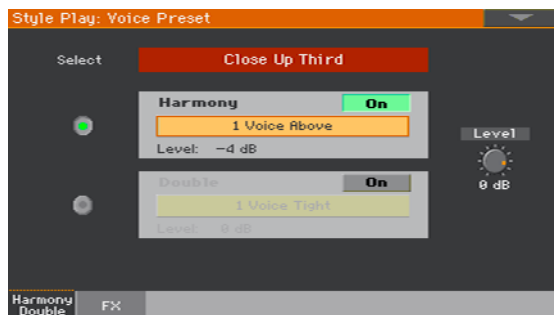 Style Play: Voice Preset
Select
Close Up Third
Harmony On
1 Voice Above
Level: -4 dB
Level
0 dB
Double On
1 Voice Tight
Level: 0 dB
Harmony
Double
FX